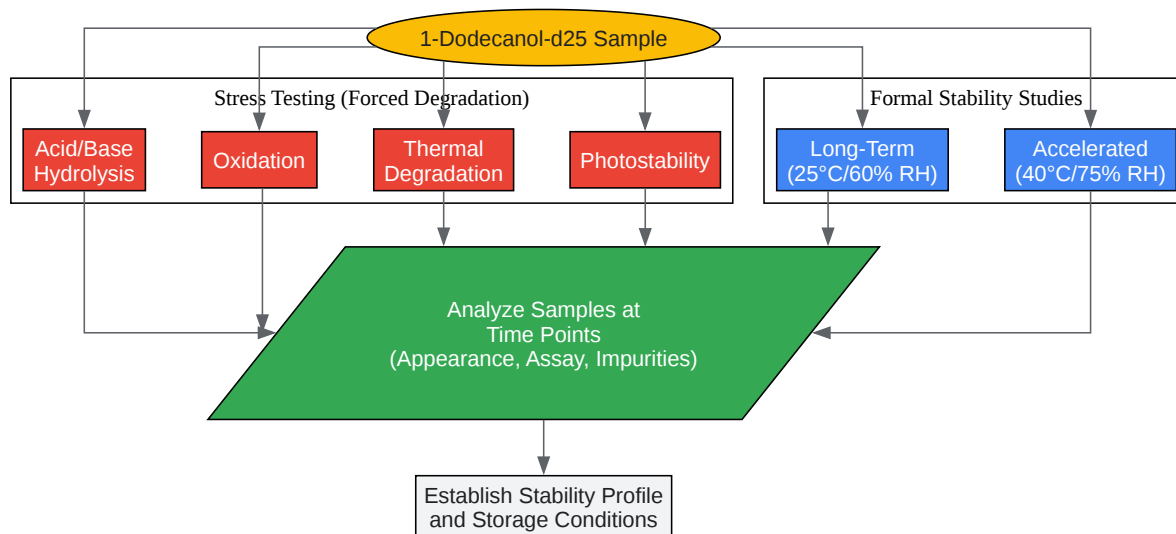 1-Dodecanol-d25 Sample
Stress Testing (Forced Degradation)
Formal Stability Studies
Acid/Base
Hydrolysis
Oxidation
Thermal
Degradation
Photostability
Long-Term
(25°C/60% RH)
Accelerated
(40°C/75% RH)
Analyze Samples at
Time Points
(Appearance, Assay, Impurities)
Establish Stability Profile
and Storage Conditions